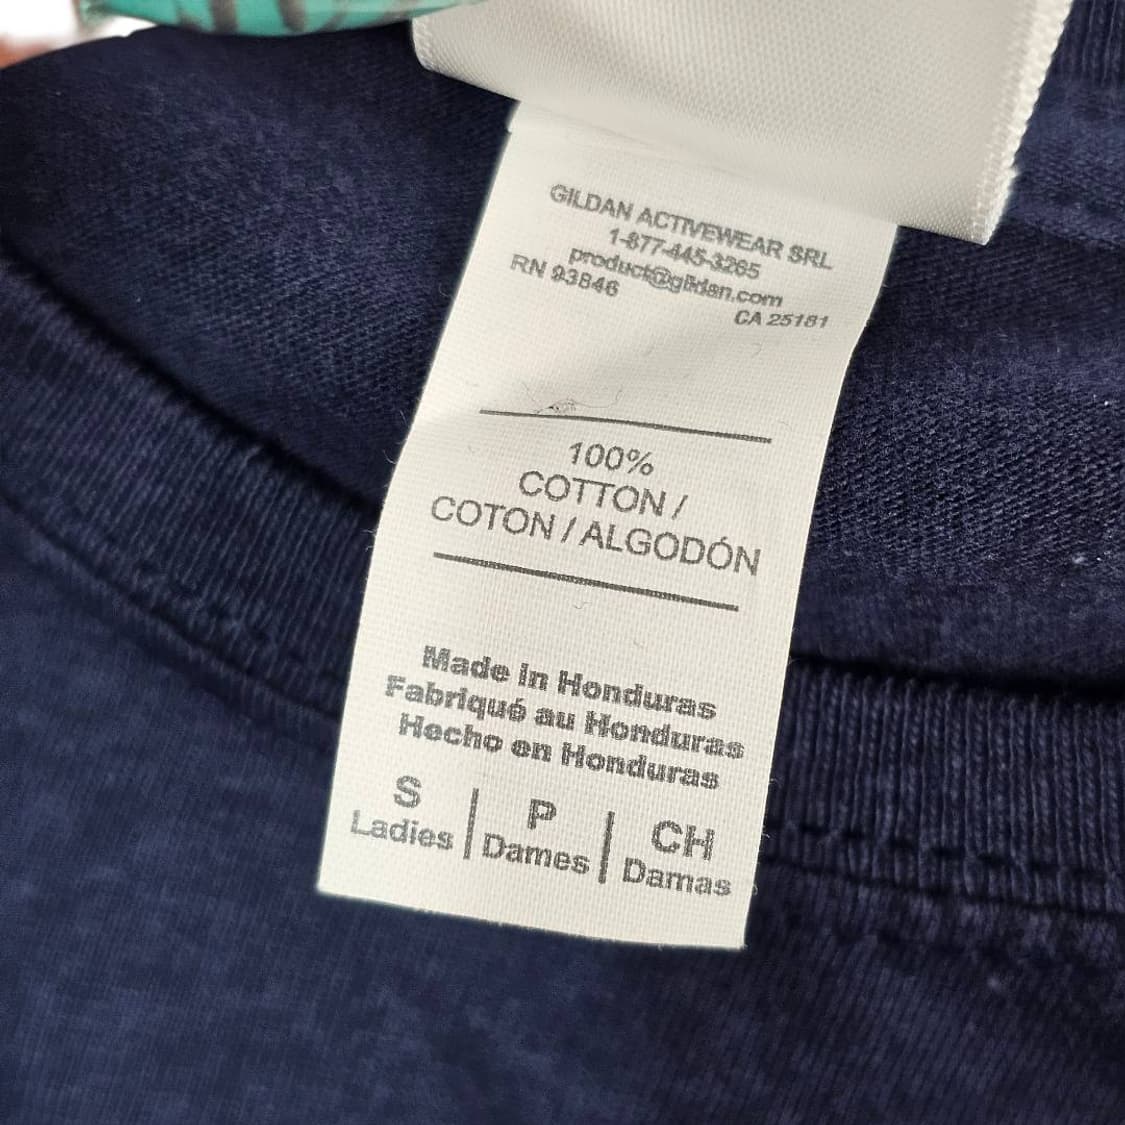 GILDAN ACTIVEWEAR SRL
1-877-445-3265
product@gildan.com
RN 93846
CA 25181
100%
COTTON /
COTON / ALGODÓN
Made in Honduras
Fabriqué au Honduras
Hecho en Honduras
S | P | CH
Ladies | Dames | Damas